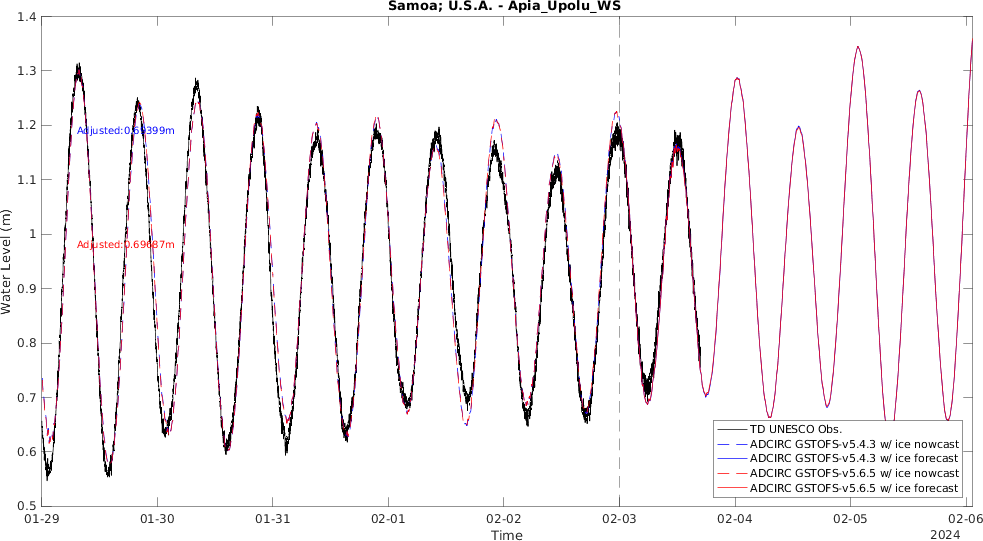 Samoa; U.S.A. - Apia_Upolu_WS
1.4
1.3
1.2
1.1
1
0.9
0.8
0.7
0.6
0.5
Water Level (m)
Adjusted:0.69399m
Adjusted:0.69687m
TD UNESCO Obs.
ADCIRC GSTOFS-v5.4.3 w/ ice nowcast
ADCIRC GSTOFS-v5.4.3 w/ ice forecast
ADCIRC GSTOFS-v5.6.5 w/ ice nowcast
ADCIRC GSTOFS-v5.6.5 w/ ice forecast
01-29 01-30 01-31 02-01 02-02 02-03 02-04 02-05 02-06
Time
2024